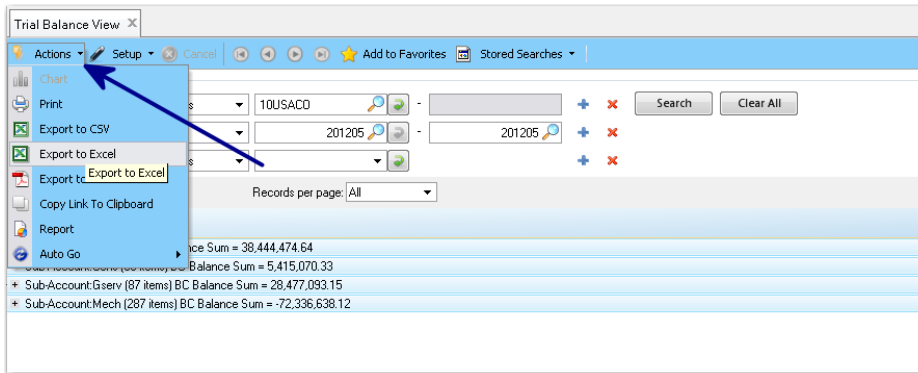 Trial Balance View
Actions Setup Cancel Add to Favorites Stored Searches
Chart
Print s 10USACO - Search Clear All
Export to CSV 201205 - 201205
Export to Excel s
Export to Export to Excel Records per page: All
Copy Link To Clipboard
Report
Auto Go nce Sum = 38,444,474.64
BC Balance Sum = 5,415,070.33
+ Sub-Account:Gserv (87 items) BC Balance Sum = 28,477,093.15
+ Sub-Account:Mech (287 items) BC Balance Sum = -72,336,638.12